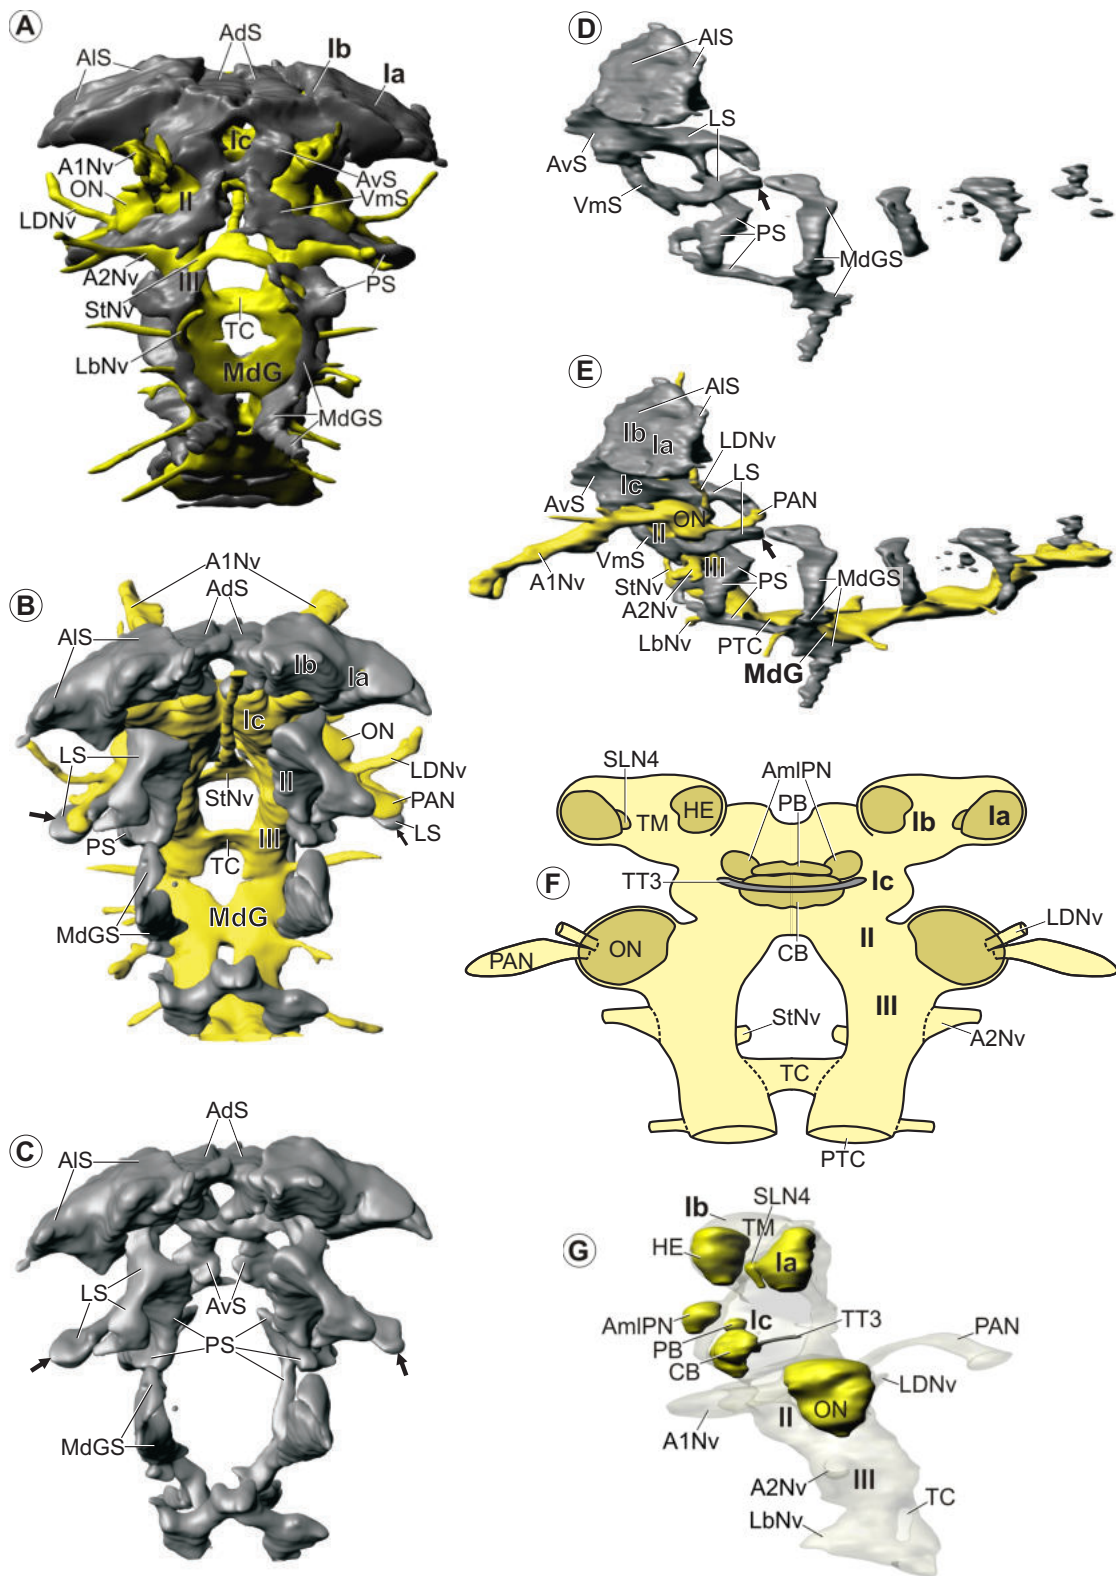 A
AdS
Ib
AlS
Ia
Ic
A1Nv
AvS
ON
II
VmS
LDNv
A2Nv
III
PS
StNv
TC
LbNv
MdG
MdGS
B
A1Nv
AdS
AlS
Ib
Ia
Ic
ON
LS
LDNv
StNv
II
PAN
LS
PS
III
TC
MdG
MdGS
C
AdS
AlS
LS
AvS
PS
MdGS
D
AlS
LS
AvS
VmS
PS
MdGS
E
AlS
Ib
Ia
LDNv
Ic
LS
AvS
PAN
ON
II
VmS
A1Nv
StNv
III
PS
MdGS
A2Nv
LbNv
PTC
MdG
F
SLN4
AmlPN
PB
HE
TM
Ib
Ia
TT3
Ic
LDNv
II
ON
PAN
CB
III
StNv
A2Nv
TC
PTC
G
SLN4
Ib
TM
HE
Ia
AmlPN
Ic
TT3
PB
PAN
CB
LDNv
II
ON
A1Nv
A2Nv
III
TC
LbNv